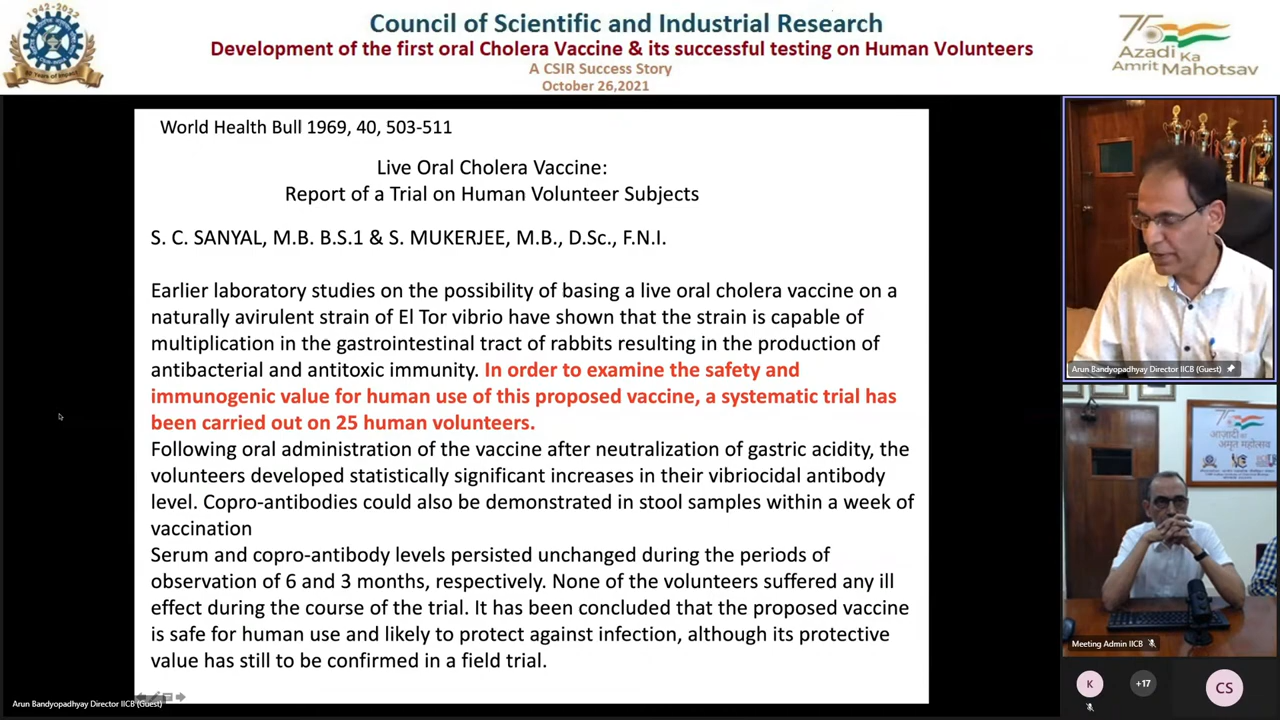 1942-2022
80 Years of Impact
Council of Scientific and Industrial Research
Development of the first oral Cholera Vaccine & its successful testing on Human Volunteers
A CSIR Success Story
October 26,2021
75
Azadi Ka
Amrit Mahotsav
World Health Bull 1969, 40, 503-511
Live Oral Cholera Vaccine:
Report of a Trial on Human Volunteer Subjects
S. C. SANYAL, M.B. B.S.1 & S. MUKERJEE, M.B., D.Sc., F.N.I.
Earlier laboratory studies on the possibility of basing a live oral cholera vaccine on a
naturally avirulent strain of El Tor vibrio have shown that the strain is capable of
multiplication in the gastrointestinal tract of rabbits resulting in the production of
antibacterial and antitoxic immunity. In order to examine the safety and
immunogenic value for human use of this proposed vaccine, a systematic trial has
been carried out on 25 human volunteers.
Following oral administration of the vaccine after neutralization of gastric acidity, the
volunteers developed statistically significant increases in their vibriocidal antibody
level. Copro-antibodies could also be demonstrated in stool samples within a week of
vaccination
Serum and copro-antibody levels persisted unchanged during the periods of
observation of 6 and 3 months, respectively. None of the volunteers suffered any ill
effect during the course of the trial. It has been concluded that the proposed vaccine
is safe for human use and likely to protect against infection, although its protective
value has still to be confirmed in a field trial.
Arun Bandyopadhyay Director IICB (Guest)
Arun Bandyopadhyay Director IICB (Guest)
आज़ादी का
अमृत महोत्सव
Meeting Admin IICB
K
+17
CS